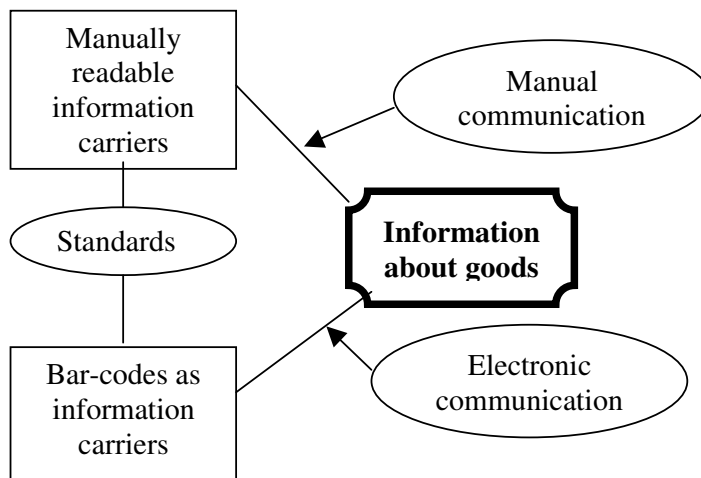 Manually
readable
information
carriers
Manual
communication
Standards
Information
about goods
Bar-codes as
information
carriers
Electronic
communication